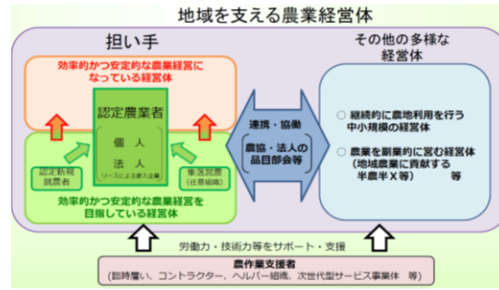 地域を支える農業経営体
担い手
効率的かつ安定的な農業経営に
なっている経営体
認定農業者
個 人
法 人
リースによる参入企業
認定新規
就農者
集落営農
(任意組織)
効率的かつ安定的な農業経営を
目指している経営体
連携・協働
農協・法人の
品目部会等
その他の多様な
経営体
○ 継続的に農地利用を行う
中小規模の経営体
○ 農業を副業的に営む経営体
(地域農業に貢献する
半農半X等) 等
労働力・技術力等をサポート・支援
農作業支援者
(臨時雇い、コントラクター、ヘルパー組織、次世代型サービス事業体 等)